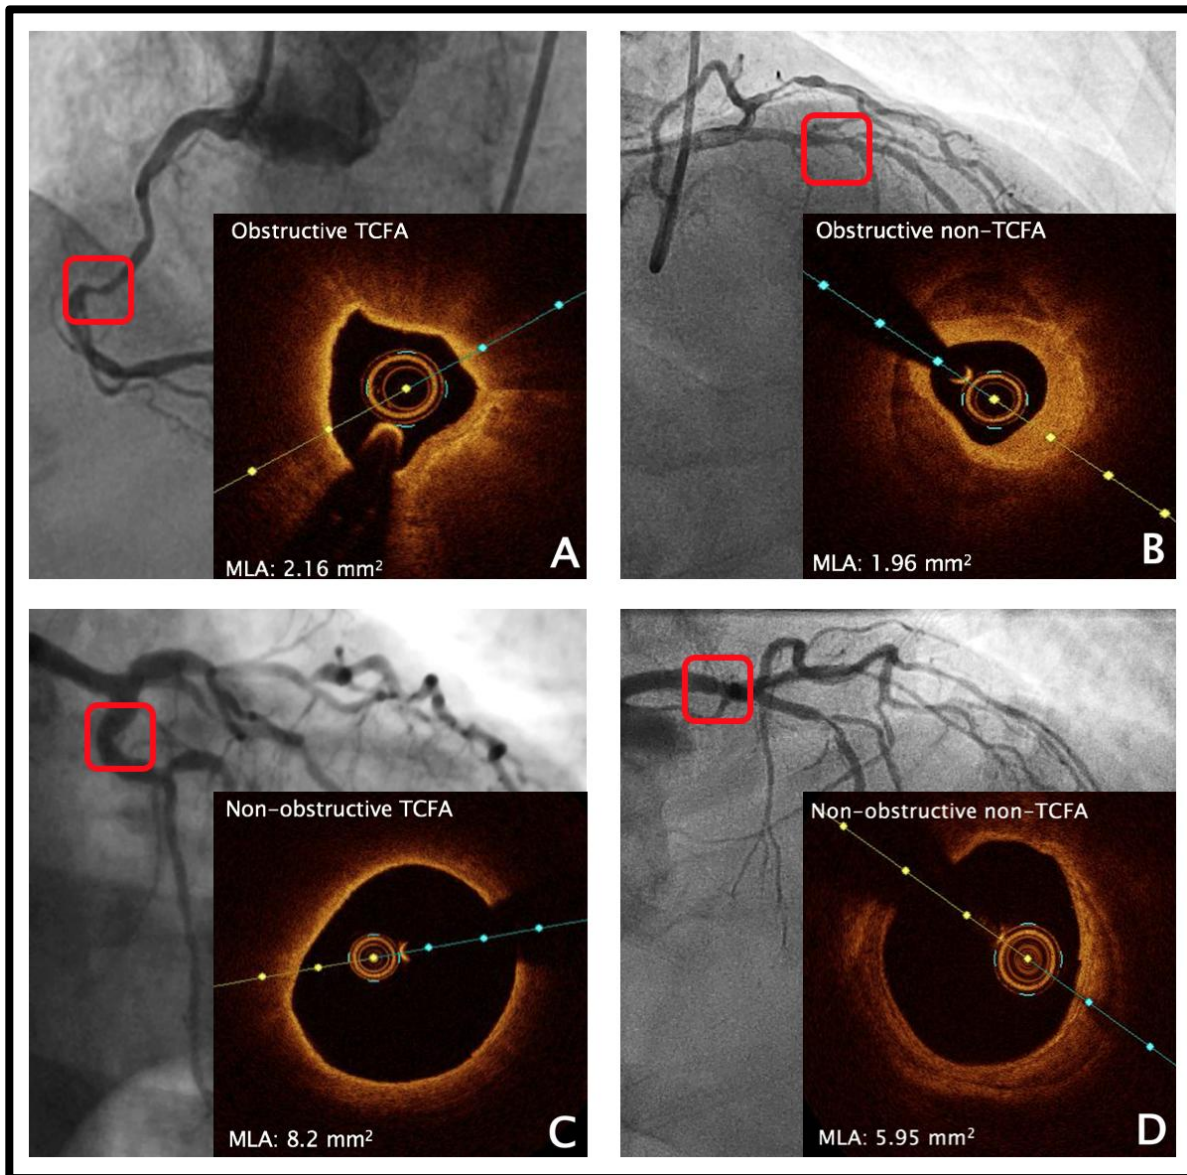 Obstructive TCFA
MLA: 2.16 mm²
A
Obstructive non-TCFA
MLA: 1.96 mm²
B
Non-obstructive TCFA
MLA: 8.2 mm²
C
Non-obstructive non-TCFA
MLA: 5.95 mm²
D